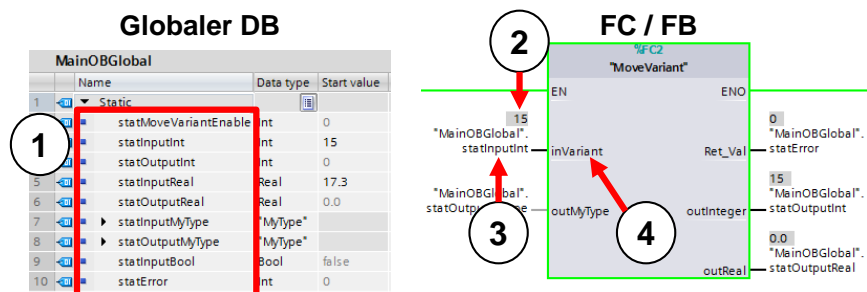 Globaler DB
FC / FB
MainOBGlobal
Name Data type Start value
1 Static
statMoveVariantEnable Int 0
statInputInt Int 15
statOutputInt Int 0
5 statInputReal Real 17.3
6 statOutputReal Real 0.0
7 statInputMyType "MyType"
8 statOutputMyType "MyType"
9 statInputBool Bool false
10 statError Int 0
1
2
%FC2
"MoveVariant"
EN ENO
15
"MainOBGlobal".
statInputInt inVariant
0
"MainOBGlobal".
Ret_Val statError
"MainOBGlobal".
outMyType
15
"MainOBGlobal".
outInteger statOutputInt
0.0
"MainOBGlobal".
outReal statOutputReal
3
4